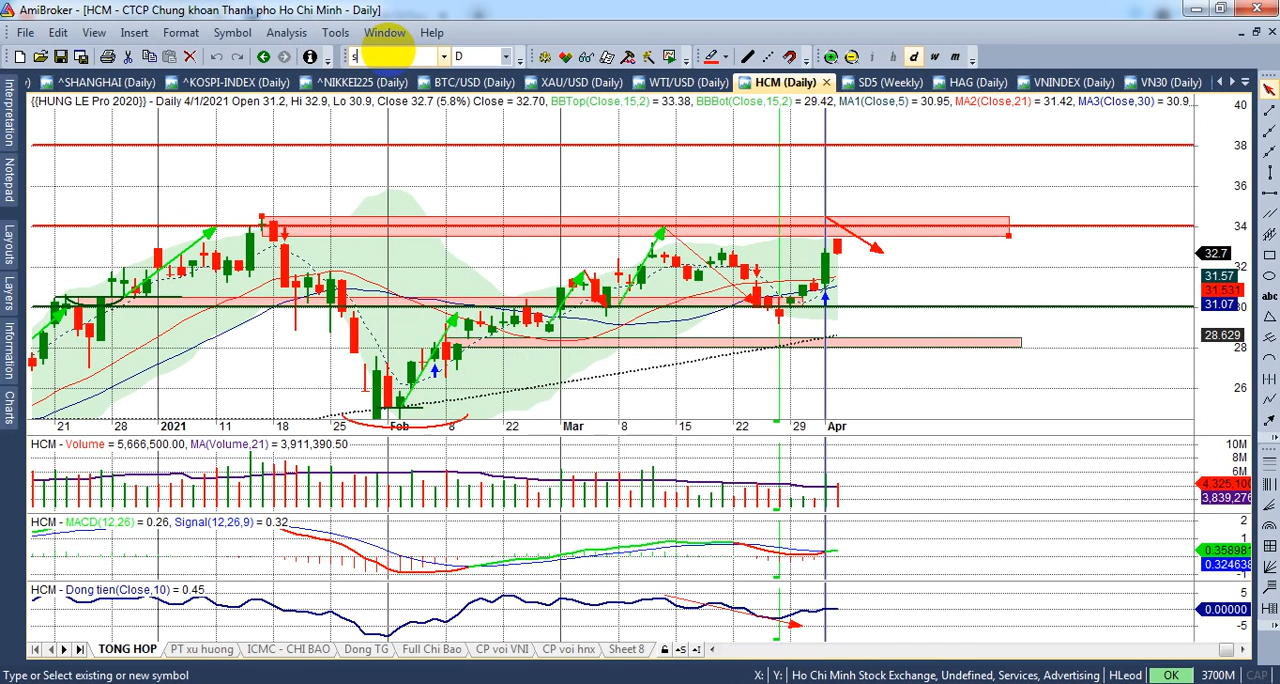 AmiBroker - [HCM - CTCP Chung khoan Thanh pho Ho Chi Minh - Daily]
File Edit View Insert Format Symbol Analysis Tools Window Help
s D d w m
^SHANGHAI (Daily) ^KOSPI-INDEX (Daily) ^NIKKEI225 (Daily) BTC/USD (Daily) XAU/USD (Daily) WTI/USD (Daily) HCM (Daily) SD5 (Weekly) HAG (Daily) VNINDEX (Daily) VN30 (Daily)
{{HUNG LE Pro 2020}} - Daily 4/1/2021 Open 31.2, Hi 32.9, Lo 30.9, Close 32.7 (5.8%) Close = 32.70, BBTop(Close,15,2) = 33.38, BBBot(Close,15,2) = 29.42, MA1(Close,5) = 30.95, MA2(Close,21) = 31.42, MA3(Close,30) = 30.9
Interpretation
Notepad
Layouts
Layers
Information
Charts
40
38
36
34
32.7
32
31.57
31.531
31.07
30
28.629
28
26
abc
21 28 2021 11 18 25 Feb 8 22 Mar 8 15 22 29 Apr
HCM - Volume = 5,666,500.00, MA(Volume,21) = 3,911,390.50
10M
8M
6M
4,325,100
3,839,276
HCM - MACD(12,26) = 0.26, Signal(12,26,9) = 0.32
2
1
0.358981
0.324638
-1
HCM - Dong tien(Close,10) = 0.45
5
0.00000
-5
TONG HOP PT xu huong ICMC - CHI BAO Dong TG Full Chi Bao CP voi VNI CP voi hnx Sheet 8
Type or Select existing or new symbol X: Y: Ho Chi Minh Stock Exchange, Undefined, Services, Advertising HLeod OK 3700M CAP